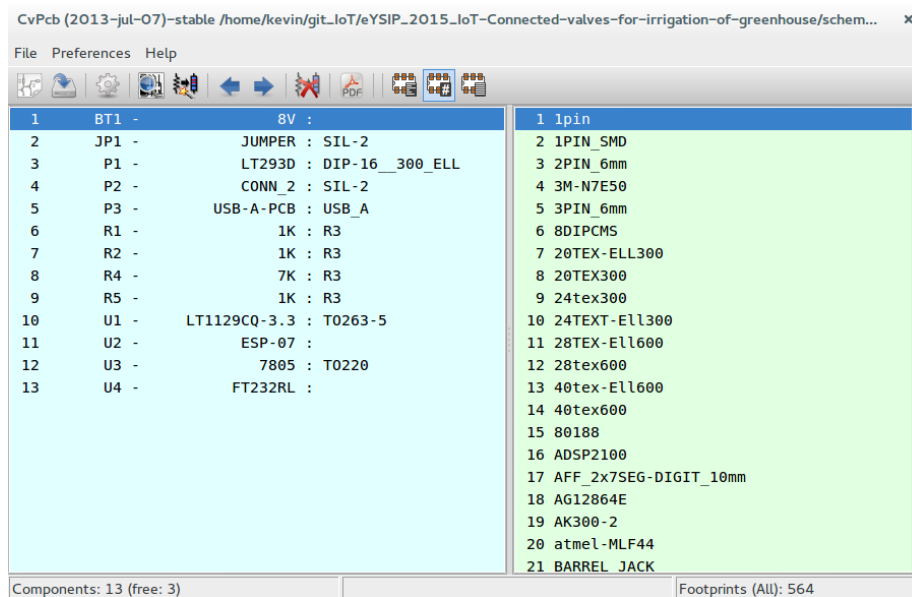 CvPcb (2013-jul-07)-stable /home/kevin/git_IoT/eYSIP_2015_IoT-Connected-valves-for-irrigation-of-greenhouse/schem... ×
File Preferences Help
PDF
1 BT1 - 8V :
2 JP1 - JUMPER : SIL-2
3 P1 - LT293D : DIP-16__300_ELL
4 P2 - CONN_2 : SIL-2
5 P3 - USB-A-PCB : USB_A
6 R1 - 1K : R3
7 R2 - 1K : R3
8 R4 - 7K : R3
9 R5 - 1K : R3
10 U1 - LT1129CQ-3.3 : TO263-5
11 U2 - ESP-07 :
12 U3 - 7805 : TO220
13 U4 - FT232RL :
1 1pin
2 1PIN_SMD
3 2PIN_6mm
4 3M-N7E50
5 3PIN_6mm
6 8DIPCMS
7 20TEX-ELL300
8 20TEX300
9 24tex300
10 24TEXT-Ell300
11 28TEX-Ell600
12 28tex600
13 40tex-Ell600
14 40tex600
15 80188
16 ADSP2100
17 AFF_2x7SEG-DIGIT_10mm
18 AG12864E
19 AK300-2
20 atmel-MLF44
21 BARREL JACK
Components: 13 (free: 3)
Footprints (All): 564